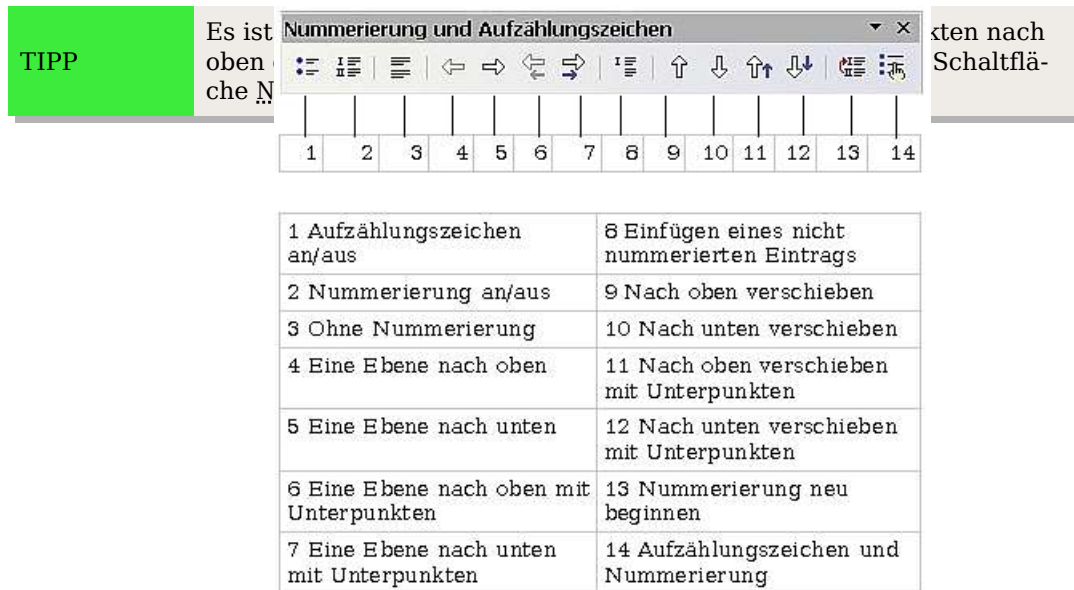 TIPP
Es ist
kten nach
oben
Schaltflä-
che
Nummerierung und Aufzählungszeichen
1 2 3 4 5 6 7 8 9 10 11 12 13 14
1 Aufzählungszeichen
an/aus
8 Einfügen eines nicht
nummerierten Eintrags
2 Nummerierung an/aus
9 Nach oben verschieben
3 Ohne Nummerierung
10 Nach unten verschieben
4 Eine Ebene nach oben
11 Nach oben verschieben
mit Unterpunkten
5 Eine Ebene nach unten
12 Nach unten verschieben
mit Unterpunkten
6 Eine Ebene nach oben mit
Unterpunkten
13 Nummerierung neu
beginnen
7 Eine Ebene nach unten
mit Unterpunkten
14 Aufzählungszeichen und
Nummerierung